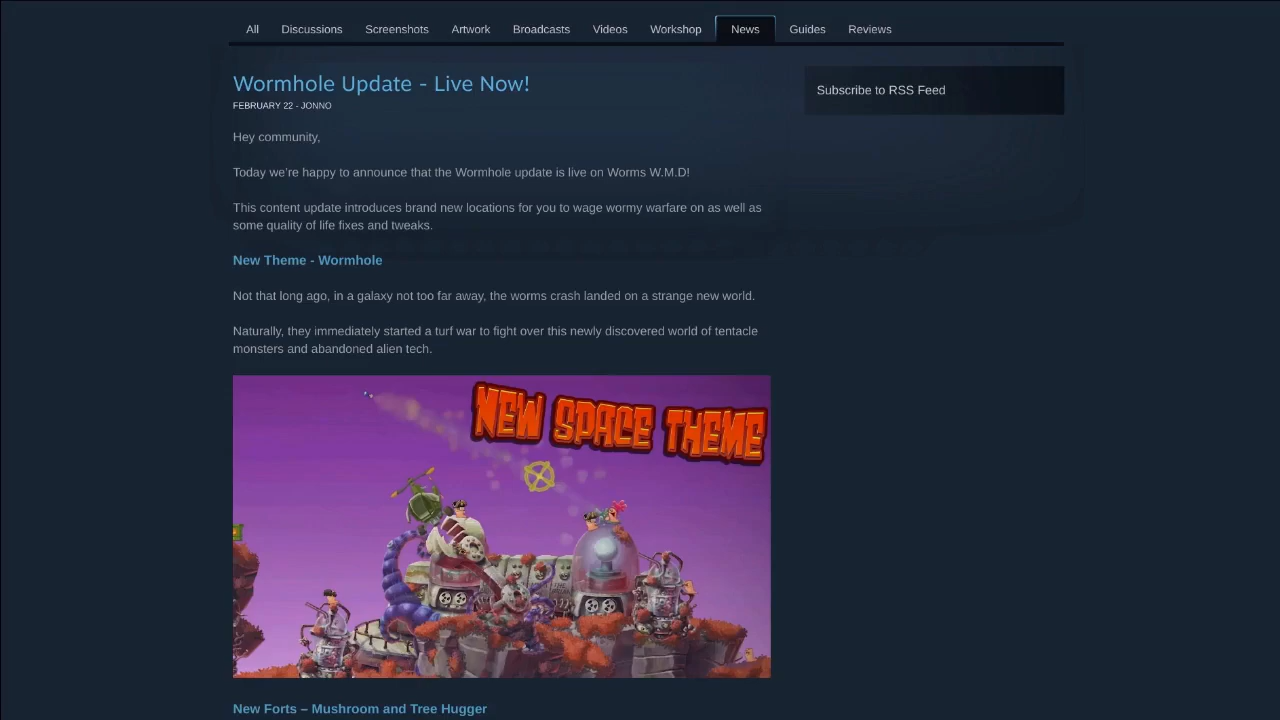 All Discussions Screenshots Artwork Broadcasts Videos Workshop News Guides Reviews
Wormhole Update - Live Now!
FEBRUARY 22 - JONNO
Subscribe to RSS Feed
Hey community,
Today we're happy to announce that the Wormhole update is live on Worms W.M.D!
This content update introduces brand new locations for you to wage wormy warfare on as well as
some quality of life fixes and tweaks.
New Theme - Wormhole
Not that long ago, in a galaxy not too far away, the worms crash landed on a strange new world.
Naturally, they immediately started a turf war to fight over this newly discovered world of tentacle
monsters and abandoned alien tech.
NEW SPACE THEME
New Forts – Mushroom and Tree Hugger